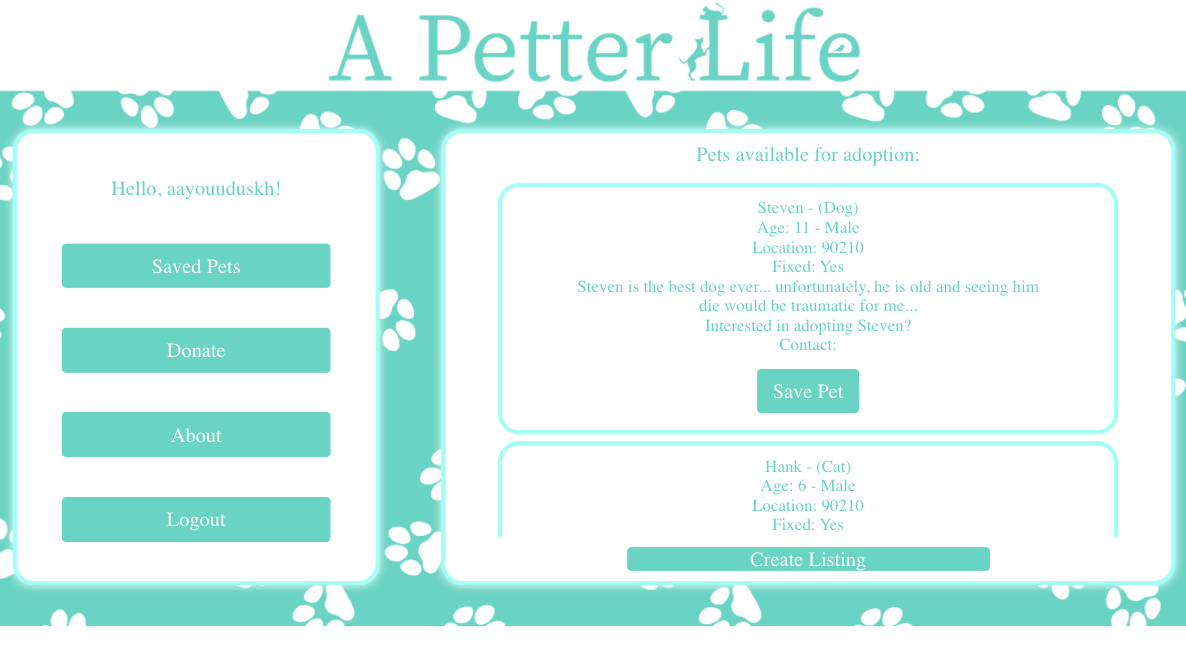 A Petter Life
Hello, aayouuduskh!
Saved Pets
Donate
About
Logout
Pets available for adoption:
Steven - (Dog)
Age: 11 - Male
Location: 90210
Fixed: Yes
Steven is the best dog ever... unfortunately, he is old and seeing him
die would be traumatic for me...
Interested in adopting Steven?
Contact:
Save Pet
Hank - (Cat)
Age: 6 - Male
Location: 90210
Fixed: Yes
Create Listing